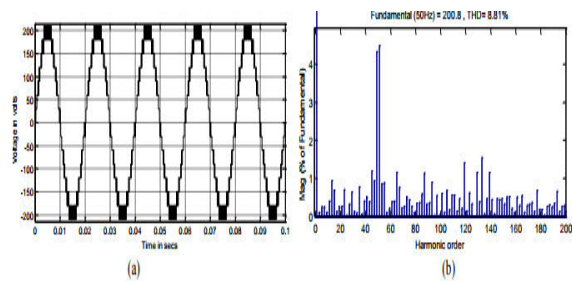 Fundamental (50Hz) = 200.8 , THD= 8.81%
200
150
100
50
0
-50
-100
-150
-200
Voltage in volts
0 0.01 0.02 0.03 0.04 0.05 0.06 0.07 0.08 0.09 0.1
Time in secs
(a)
4
3
2
1
0
Mag (% of Fundamental)
0 20 40 60 80 100 120 140 160 180 200
Harmonic order
(b)